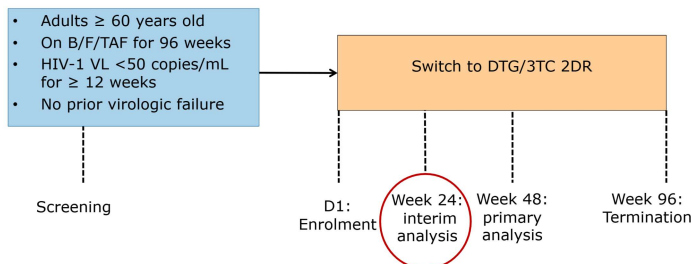 • Adults ≥ 60 years old
• On B/F/TAF for 96 weeks
• HIV-1 VL <50 copies/mL
for ≥ 12 weeks
• No prior virologic failure
Switch to DTG/3TC 2DR
Screening
D1:
Enrolment
Week 24:
interim
analysis
Week 48:
primary
analysis
Week 96:
Termination